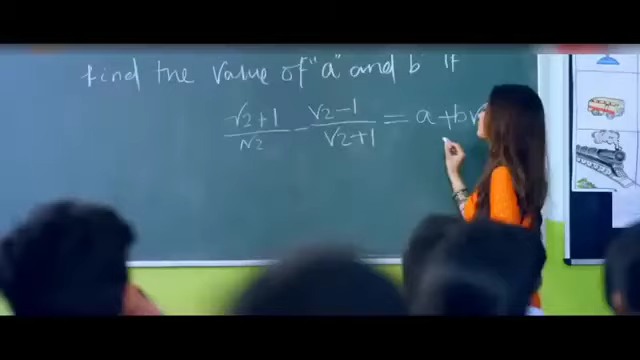 find the value of "a" and b if
√2+1/√2 - √2-1/√2+1 = a+b√